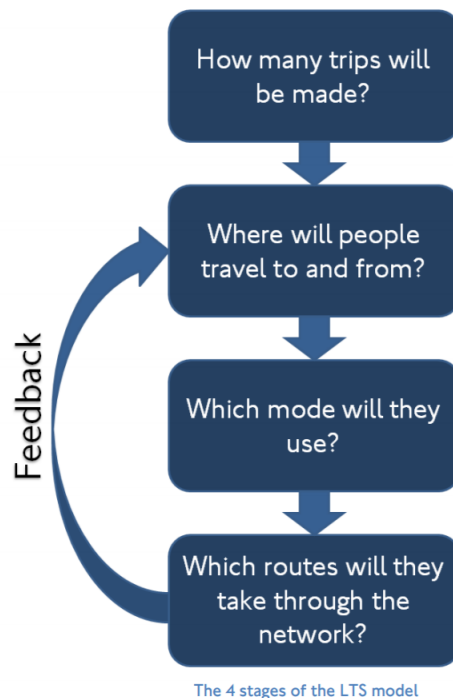 How many trips will
be made?
Where will people
travel to and from?
Feedback
Which mode will they
use?
Which routes will they
take through the
network?
The 4 stages of the LTS model